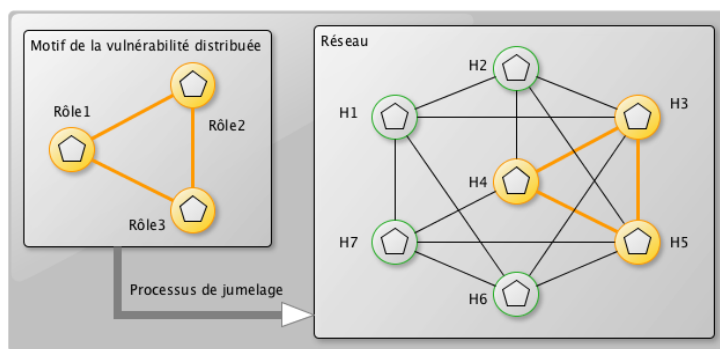 Motif de la vulnérabilité distribuée
Rôle1
Rôle2
Rôle3
Processus de jumelage
Réseau
H2
H1
H3
H4
H7
H5
H6